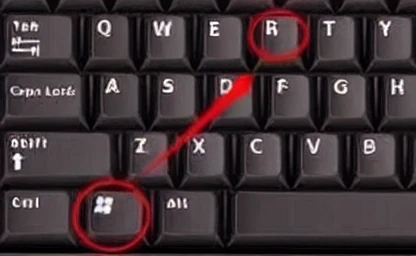 Tab Q W E R T Y
Caps Lock A S D F G H
Shift Z X C V B
Ctrl Alt